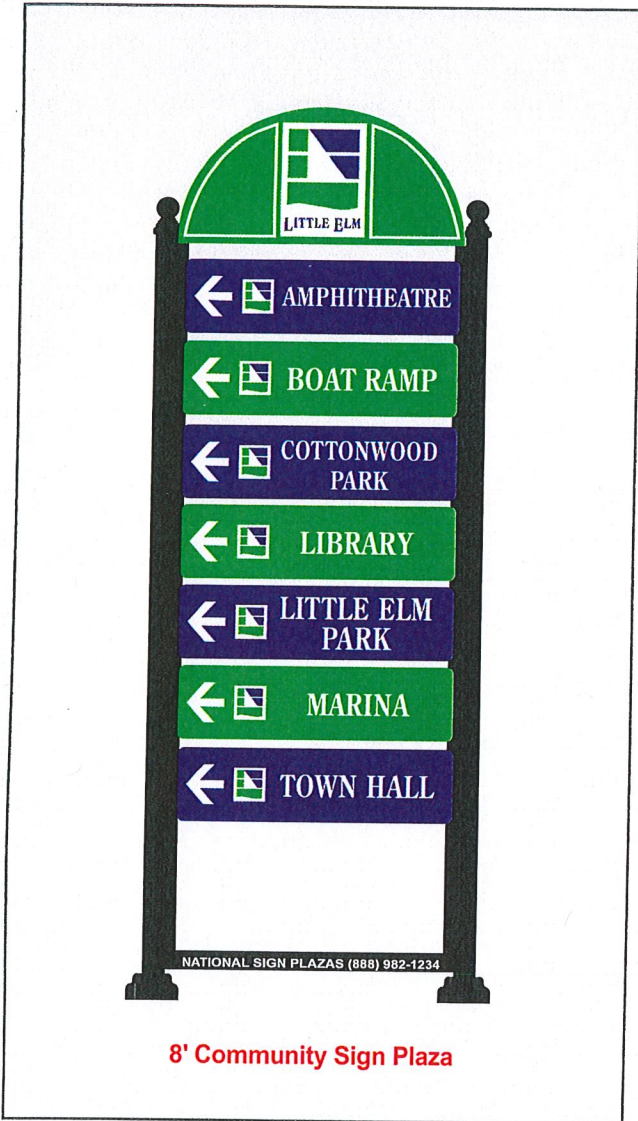 LITTLE ELM
AMPHITHEATRE
BOAT RAMP
COTTONWOOD
PARK
LIBRARY
LITTLE ELM
PARK
MARINA
TOWN HALL
NATIONAL SIGN PLAZAS (888) 982-1234
8' Community Sign Plaza